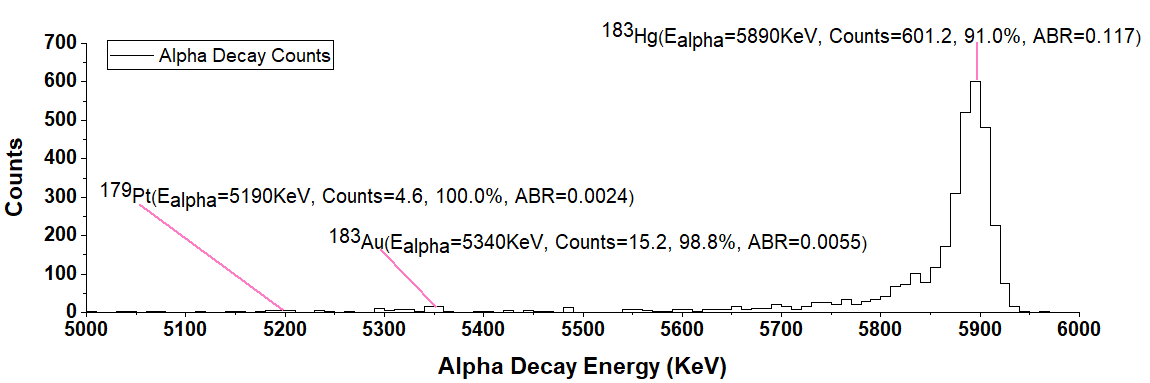 183Hg(Ealpha=5890KeV, Counts=601.2, 91.0%, ABR=0.117)
700
Alpha Decay Counts
600
500
400
300
200
100
0
Counts
179Pt(Ealpha=5190KeV, Counts=4.6, 100.0%, ABR=0.0024)
183Au(Ealpha=5340KeV, Counts=15.2, 98.8%, ABR=0.0055)
5000 5100 5200 5300 5400 5500 5600 5700 5800 5900 6000
Alpha Decay Energy (KeV)